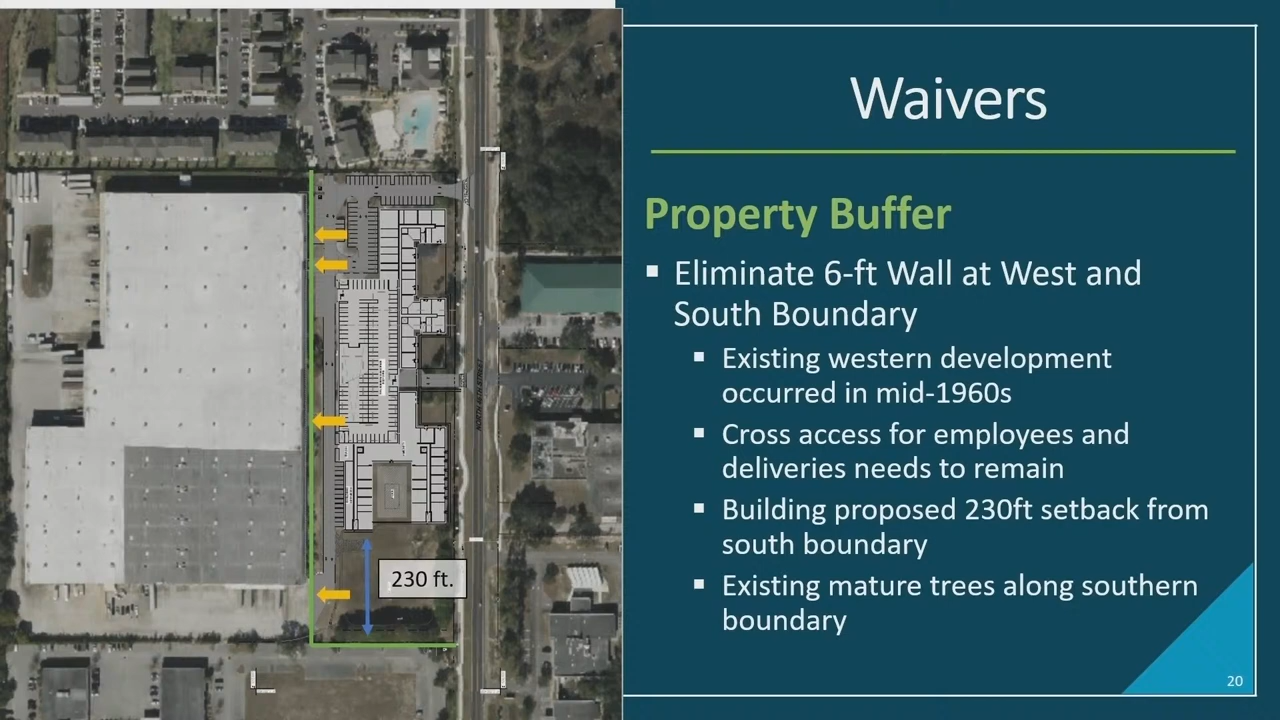 Waivers
Property Buffer
▪ Eliminate 6-ft Wall at West and
South Boundary
▪ Existing western development
occurred in mid-1960s
▪ Cross access for employees and
deliveries needs to remain
▪ Building proposed 230ft setback from
south boundary
▪ Existing mature trees along southern
boundary
230 ft.
20